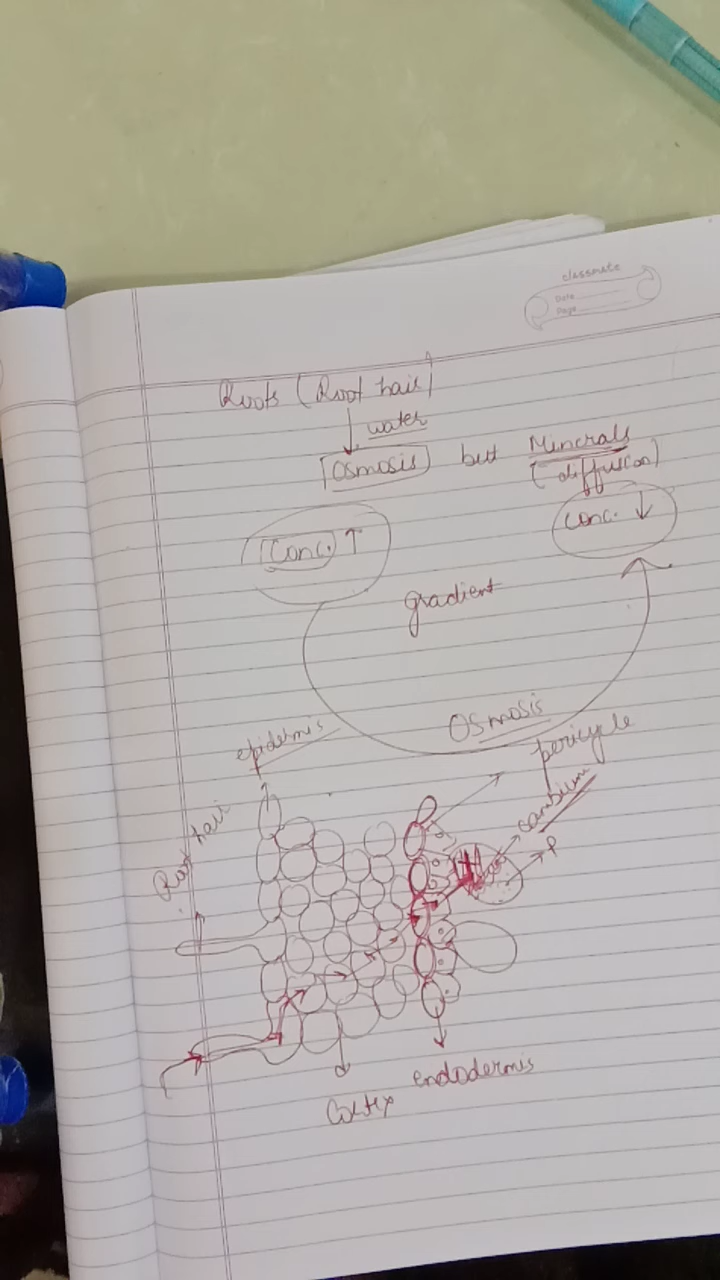 classmate
Date
Page
Roots (Root hair)
water
Osmosis but Minerals
(diffusion)
Conc. ↑
Conc. ↓
gradient
Osmosis
epidermis
pericycle
Root hair
cambium
P
endodermis
Cortex